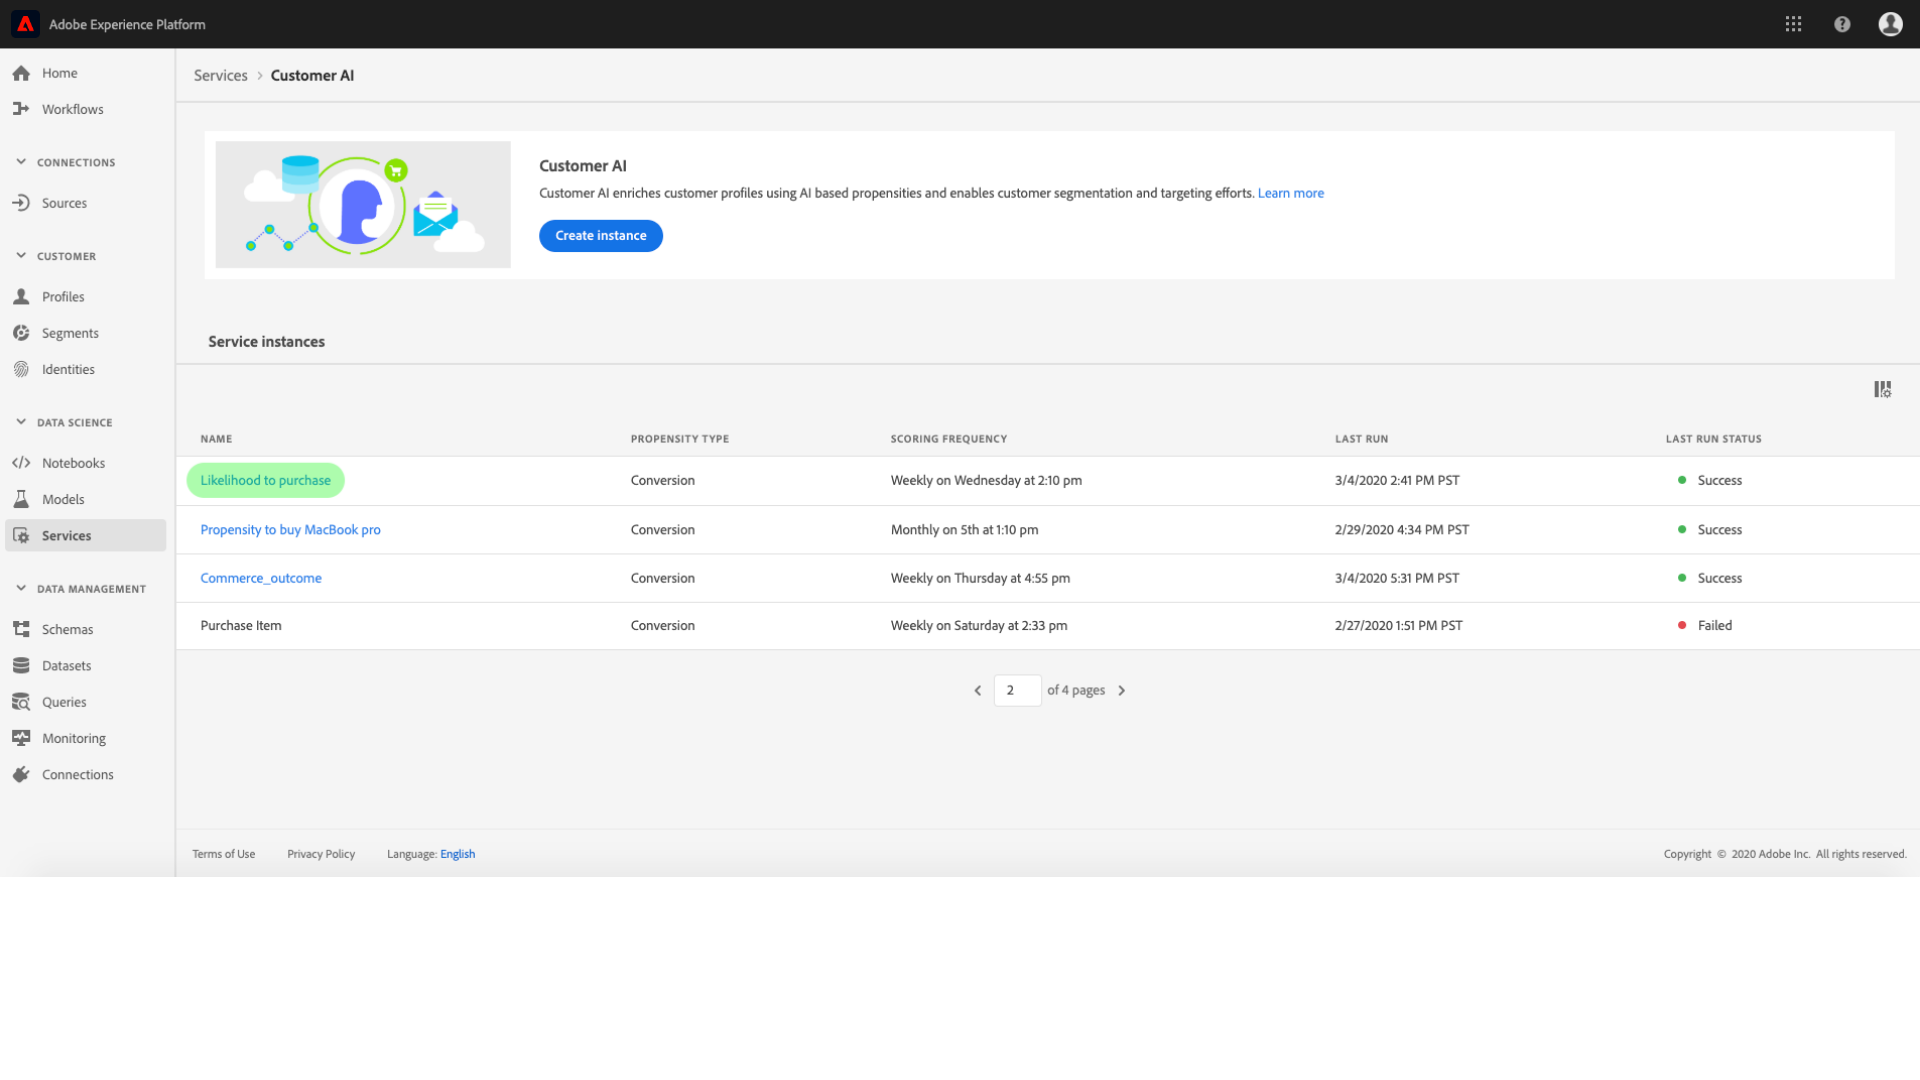 Adobe Experience Platform
Home
Workflows
CONNECTIONS
Sources
CUSTOMER
Profiles
Segments
Identities
DATA SCIENCE
Notebooks
Models
Services
DATA MANAGEMENT
Schemas
Datasets
Queries
Monitoring
Connections
Services > Customer AI
Customer AI
Customer AI enriches customer profiles using AI based propensities and enables customer segmentation and targeting efforts. Learn more
Create instance
Service instances
NAME PROPENSITY TYPE SCORING FREQUENCY LAST RUN LAST RUN STATUS
Likelihood to purchase Conversion Weekly on Wednesday at 2:10 pm 3/4/2020 2:41 PM PST Success
Propensity to buy MacBook pro Conversion Monthly on 5th at 1:10 pm 2/29/2020 4:34 PM PST Success
Commerce_outcome Conversion Weekly on Thursday at 4:55 pm 3/4/2020 5:31 PM PST Success
Purchase Item Conversion Weekly on Saturday at 2:33 pm 2/27/2020 1:51 PM PST Failed
2 of 4 pages
Terms of Use Privacy Policy Language: English Copyright © 2020 Adobe Inc. All rights reserved.